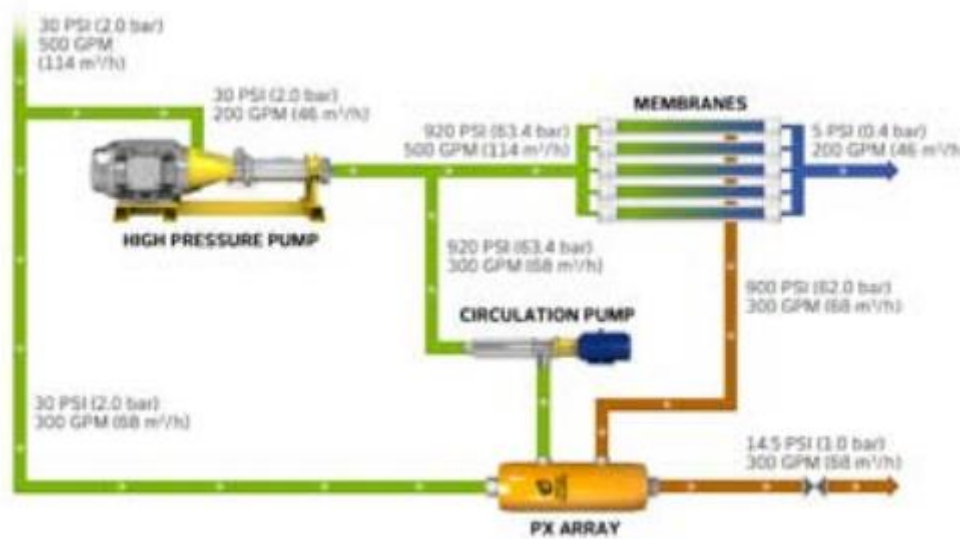 30 PSI (2.0 bar)
500 GPM
(114 m³/h)
30 PSI (2.0 bar)
200 GPM (46 m³/h)
HIGH PRESSURE PUMP
920 PSI (63.4 bar)
500 GPM (114 m³/h)
MEMBRANES
5 PSI (0.4 bar)
200 GPM (46 m³/h
920 PSI (63.4 bar)
300 GPM (68 m³/h)
CIRCULATION PUMP
900 PSI (62.0 bar)
300 GPM (68 m³/h)
30 PSI (2.0 bar)
300 GPM (68 m³/h)
14.5 PSI (1.0 bar)
300 GPM (68 m³/h)
PX ARRAY